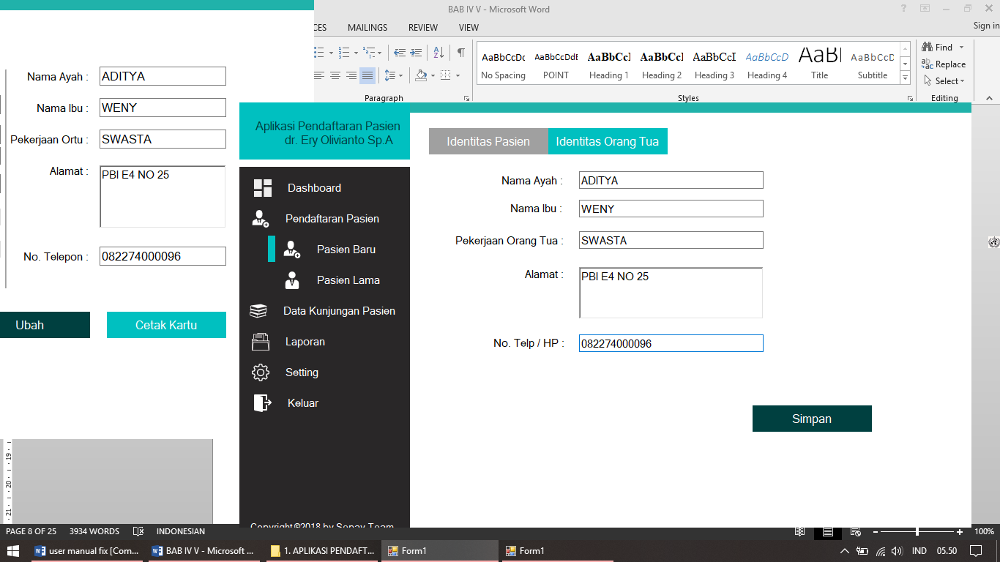 BAB IV V - Microsoft Word
Sign in
CES MAILINGS REVIEW VIEW
AaBbCcDc AaBbCcDdE AaBbCc AaBbCc AaBbCcI AaBbCcD AaBl AaBbCcD
No Spacing POINT Heading 1 Heading 2 Heading 3 Heading 4 Title Subtitle
Find
Replace
Select
Paragraph Styles Editing
Nama Ayah : ADITYA
Nama Ibu : WENY
Pekerjaan Ortu : SWASTA
Alamat : PBI E4 NO 25
No. Telepon : 082274000096
Ubah Cetak Kartu
Aplikasi Pendaftaran Pasien
dr. Ery Olivianto Sp.A
Dashboard
Pendaftaran Pasien
Pasien Baru
Pasien Lama
Data Kunjungan Pasien
Laporan
Setting
Keluar
Copyright©2018 by Sopay Team
Identitas Pasien Identitas Orang Tua
Nama Ayah : ADITYA
Nama Ibu : WENY
Pekerjaan Orang Tua : SWASTA
Alamat : PBI E4 NO 25
No. Telp / HP : 082274000096
Simpan
19
20
21
PAGE 8 OF 25 3934 WORDS INDONESIAN 100%
user manual fix [Com... BAB IV V - Microsoft ... 1. APLIKASI PENDAFT... Form1 Form1 IND 05.50